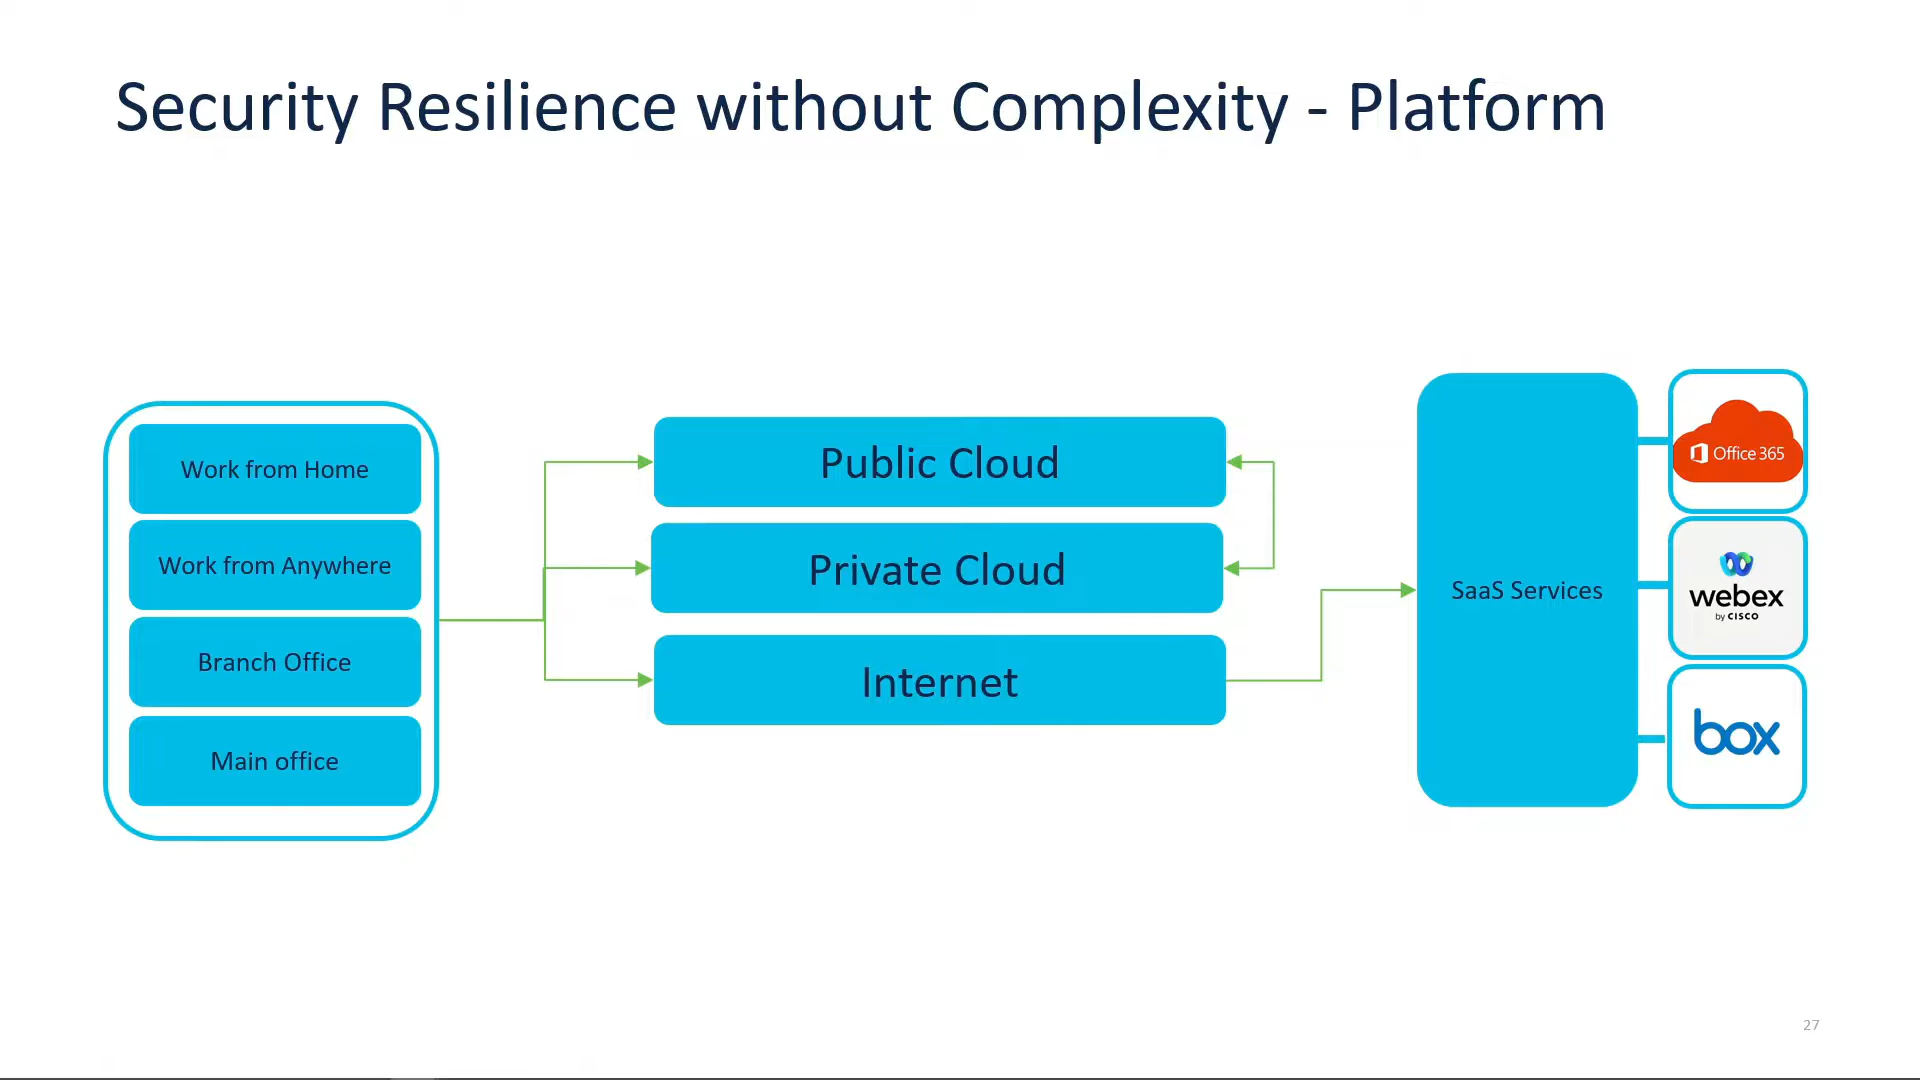 Security Resilience without Complexity - Platform
Work from Home
Work from Anywhere
Branch Office
Main office
Public Cloud
Private Cloud
Internet
SaaS Services
Office 365
webex
by CISCO
box
27